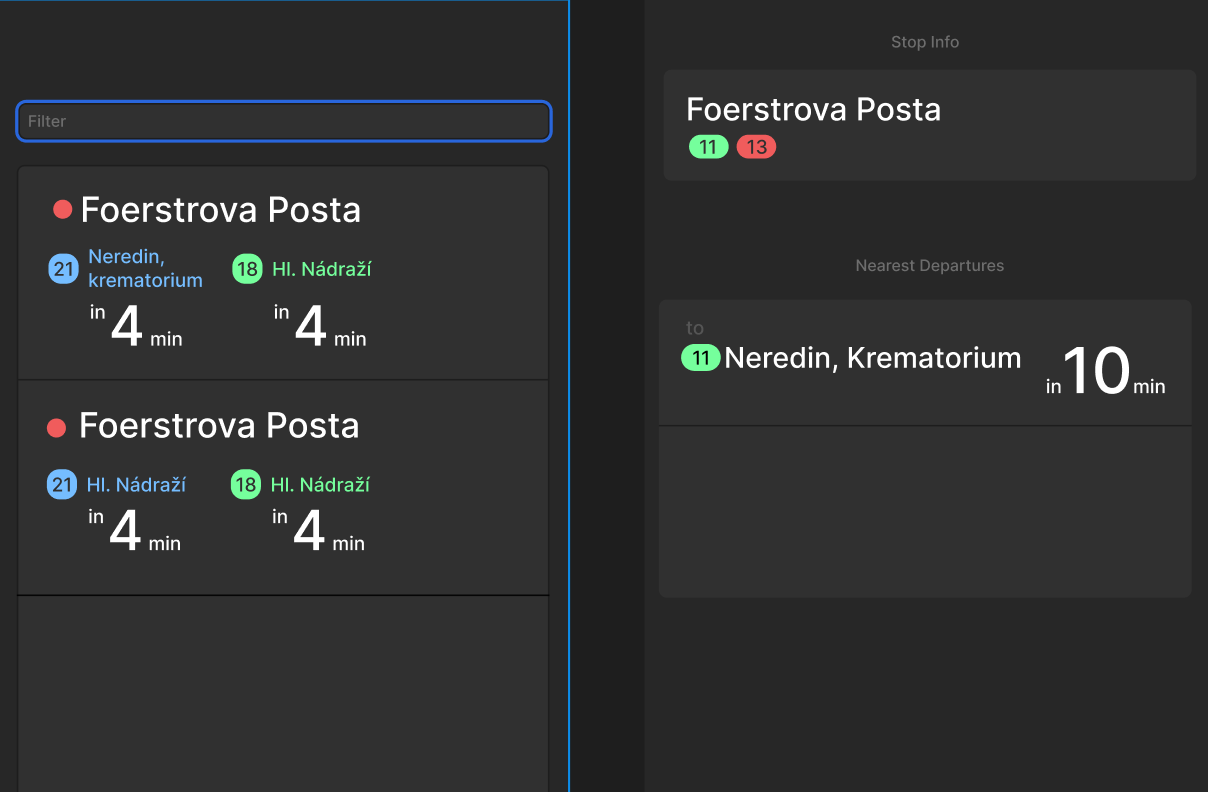 Filter
Foerstrova Posta
21 Neredin,
krematorium
18 Hl. Nádraží
in 4 min
in 4 min
Foerstrova Posta
21 Hl. Nádraží
18 Hl. Nádraží
in 4 min
in 4 min
Stop Info
Foerstrova Posta
11 13
Nearest Departures
to
11 Neredin, Krematorium
in 10 min